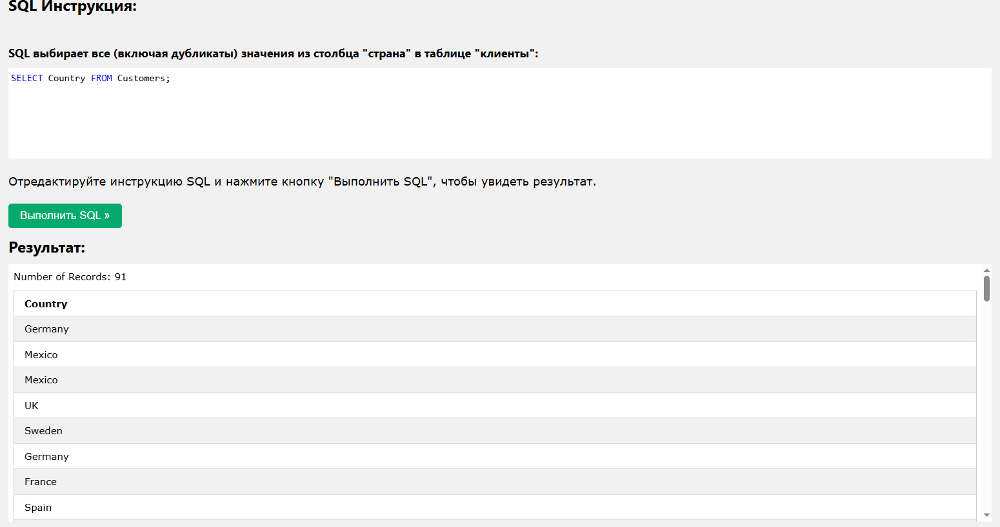 SQL Инструкция:
SQL выбирает все (включая дубликаты) значения из столбца "страна" в таблице "клиенты":
SELECT Country FROM Customers;
Отредактируйте инструкцию SQL и нажмите кнопку "Выполнить SQL", чтобы увидеть результат.
Выполнить SQL »
Результат:
Number of Records: 91
Country
Germany
Mexico
Mexico
UK
Sweden
Germany
France
Spain